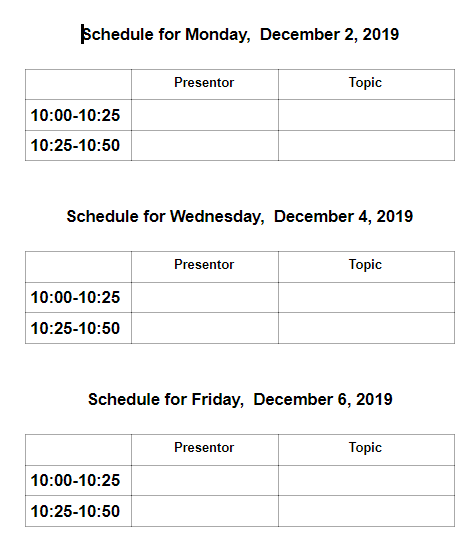 Schedule for Monday,  December 2, 2019
Presentor Topic
10:00-10:25
10:25-10:50
Schedule for Wednesday,  December 4, 2019
Presentor Topic
10:00-10:25
10:25-10:50
Schedule for Friday,  December 6, 2019
Presentor Topic
10:00-10:25
10:25-10:50